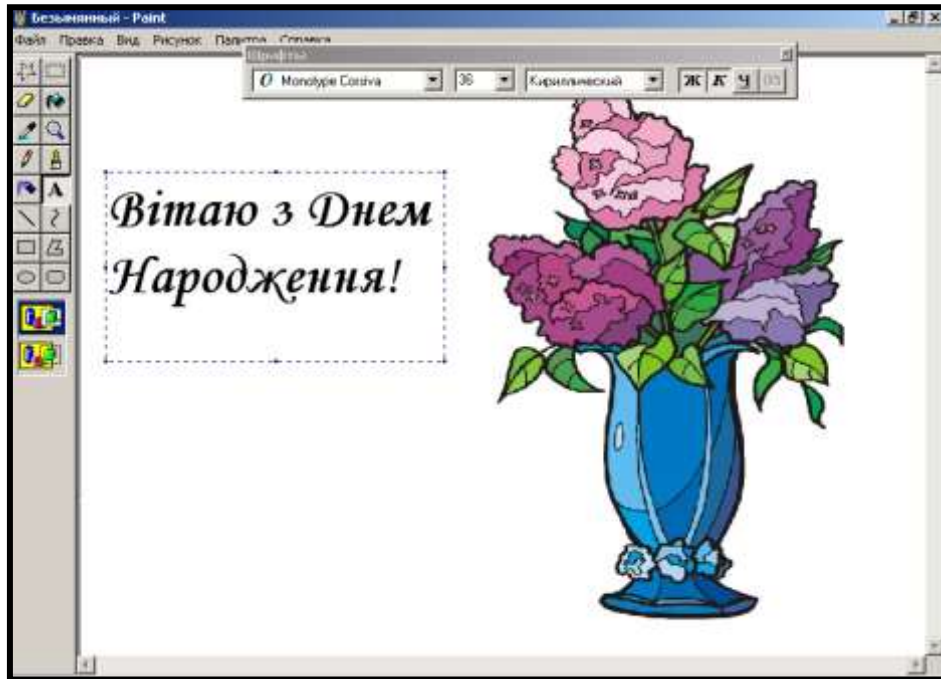 Безымянный - Paint
Файл Правка Вид Рисунок Палитра Справка
Шрифты
Monotype Corsiva 36 Кириллический Ж К Ч
A
Вітаю з Днем
Народження!